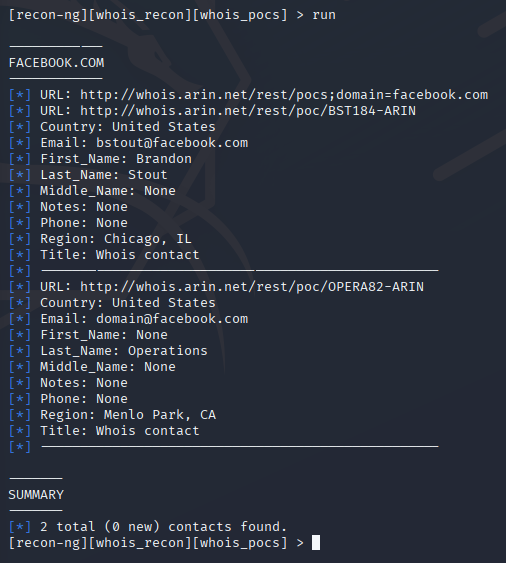 [recon-ng][whois_recon][whois_pocs] > run
------------
FACEBOOK.COM
------------
[*] URL: http://whois.arin.net/rest/pocs;domain=facebook.com
[*] URL: http://whois.arin.net/rest/poc/BST184-ARIN
[*] Country: United States
[*] Email: bstout@facebook.com
[*] First_Name: Brandon
[*] Last_Name: Stout
[*] Middle_Name: None
[*] Notes: None
[*] Phone: None
[*] Region: Chicago, IL
[*] Title: Whois contact
[*] --------------------------------------------------
[*] URL: http://whois.arin.net/rest/poc/OPERA82-ARIN
[*] Country: United States
[*] Email: domain@facebook.com
[*] First_Name: None
[*] Last_Name: Operations
[*] Middle_Name: None
[*] Notes: None
[*] Phone: None
[*] Region: Menlo Park, CA
[*] Title: Whois contact
[*] --------------------------------------------------
-------
SUMMARY
-------
[*] 2 total (0 new) contacts found.
[recon-ng][whois_recon][whois_pocs] >